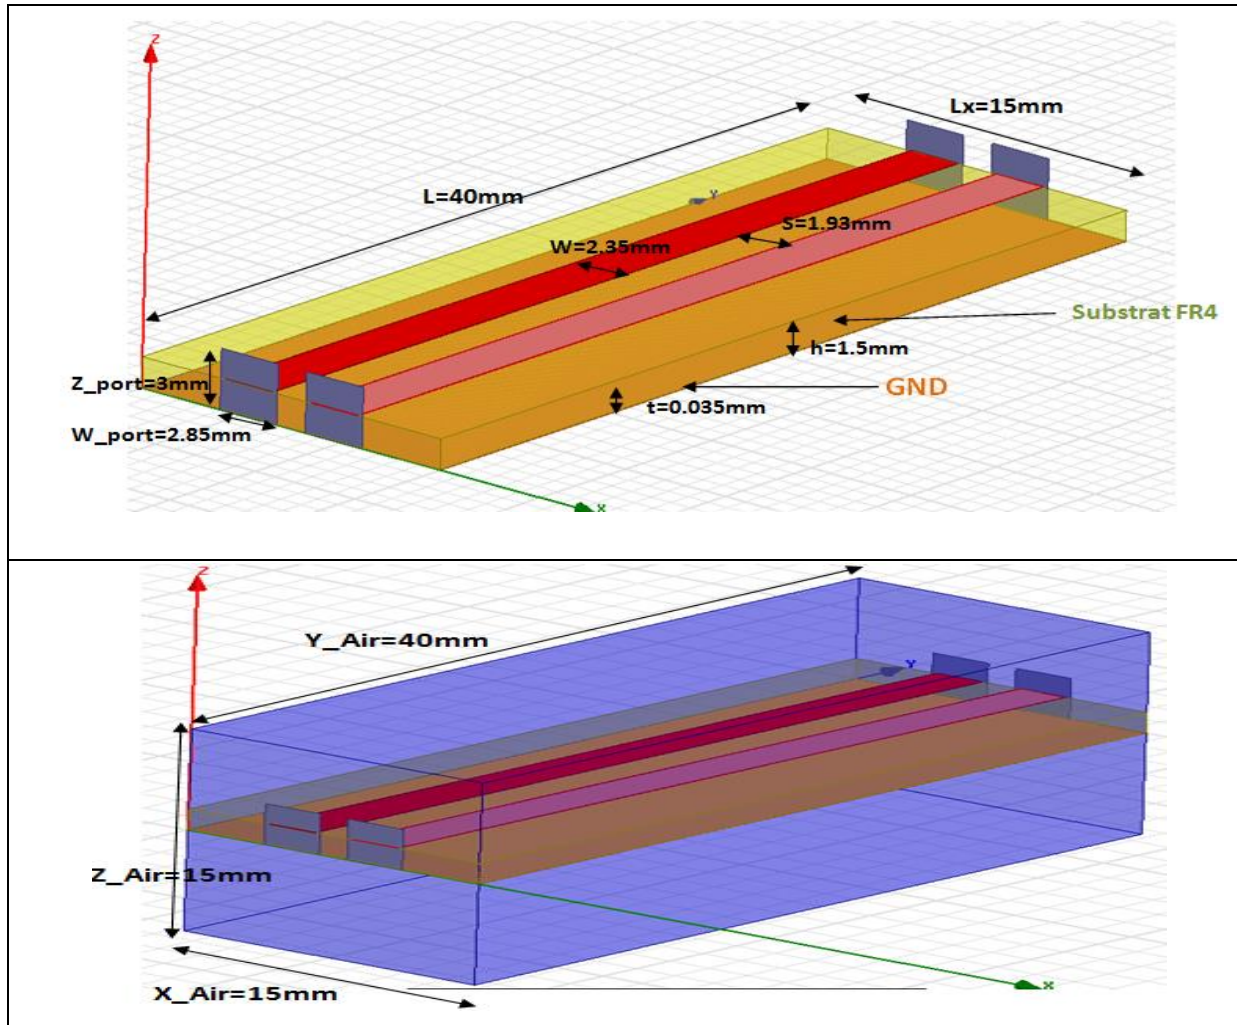 Z
Lx=15mm
L=40mm
Y
S=1.93mm
W=2.35mm
Substrat FR4
h=1.5mm
Z_port=3mm
GND
t=0.035mm
W_port=2.85mm
X
Z
Y_Air=40mm
Y
Z_Air=15mm
X_Air=15mm
X